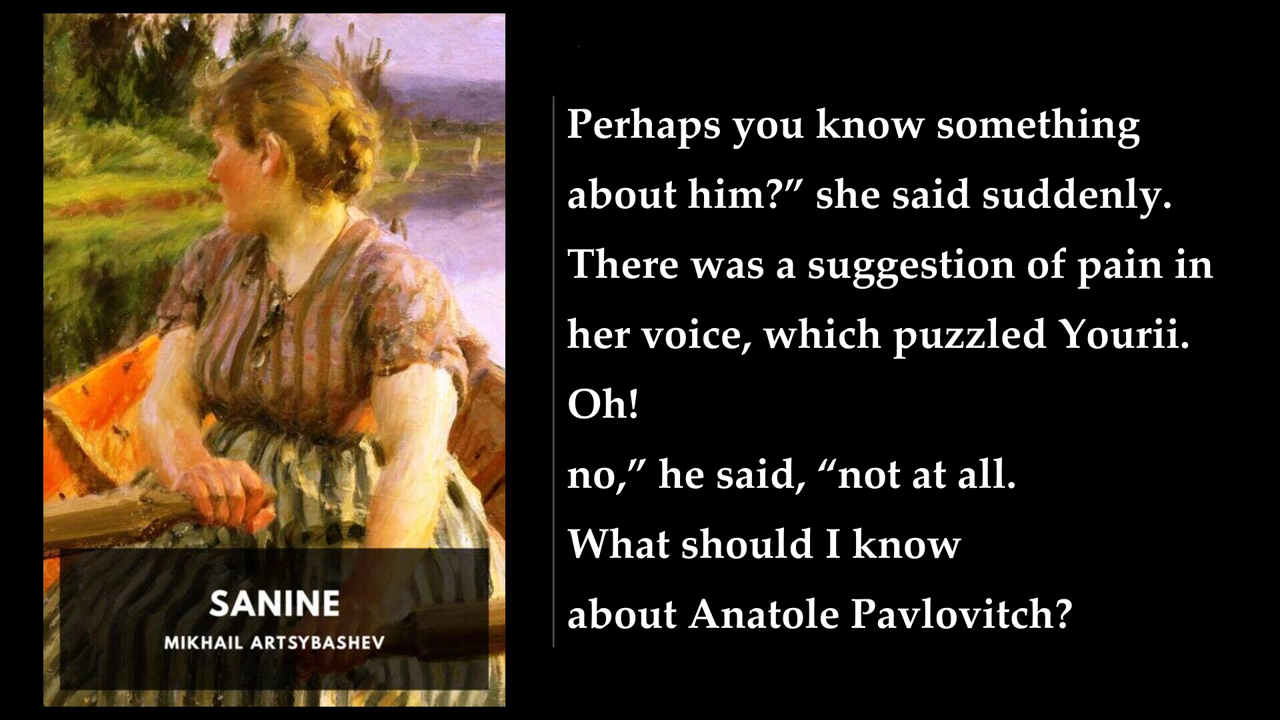 SANINE
MIKHAIL ARTSYBASHEV
Perhaps you know something
about him?” she said suddenly.
There was a suggestion of pain in
her voice, which puzzled Yourii.
Oh!
no,” he said, “not at all.
What should I know
about Anatole Pavlovitch?